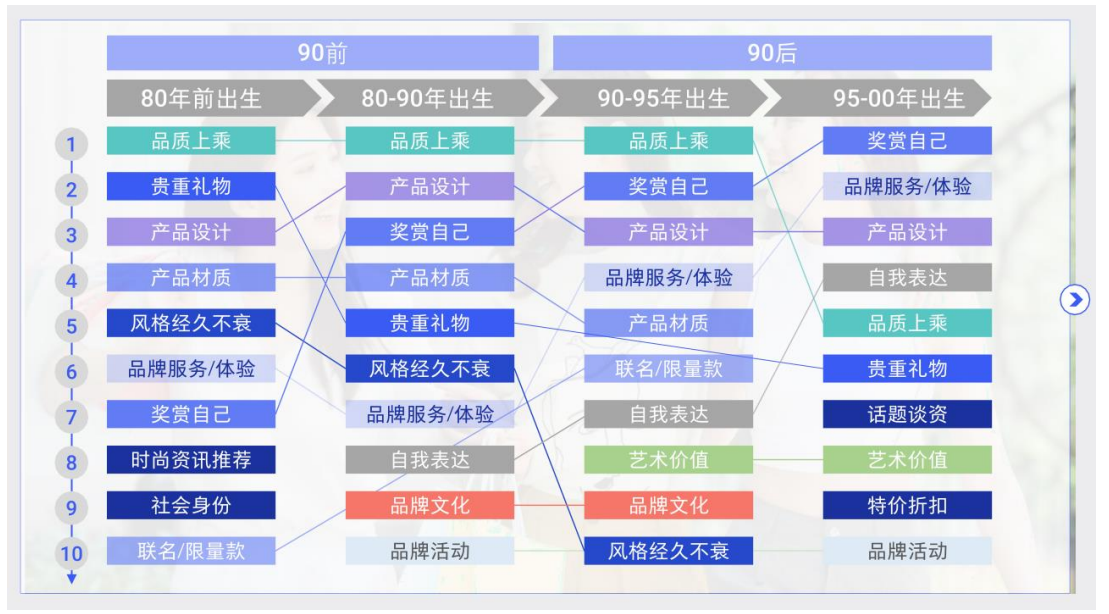 90前 90后
80年前出生 80-90年出生 90-95年出生 95-00年出生
1 品质上乘 品质上乘 品质上乘 奖赏自己
2 贵重礼物 产品设计 奖赏自己 品牌服务/体验
3 产品设计 奖赏自己 产品设计 产品设计
4 产品材质 产品材质 品牌服务/体验 自我表达
5 风格经久不衰 贵重礼物 产品材质 品质上乘
6 品牌服务/体验 风格经久不衰 联名/限量款 贵重礼物
7 奖赏自己 品牌服务/体验 自我表达 话题谈资
8 时尚资讯推荐 自我表达 艺术价值 艺术价值
9 社会身份 品牌文化 品牌文化 特价折扣
10 联名/限量款 品牌活动 风格经久不衰 品牌活动